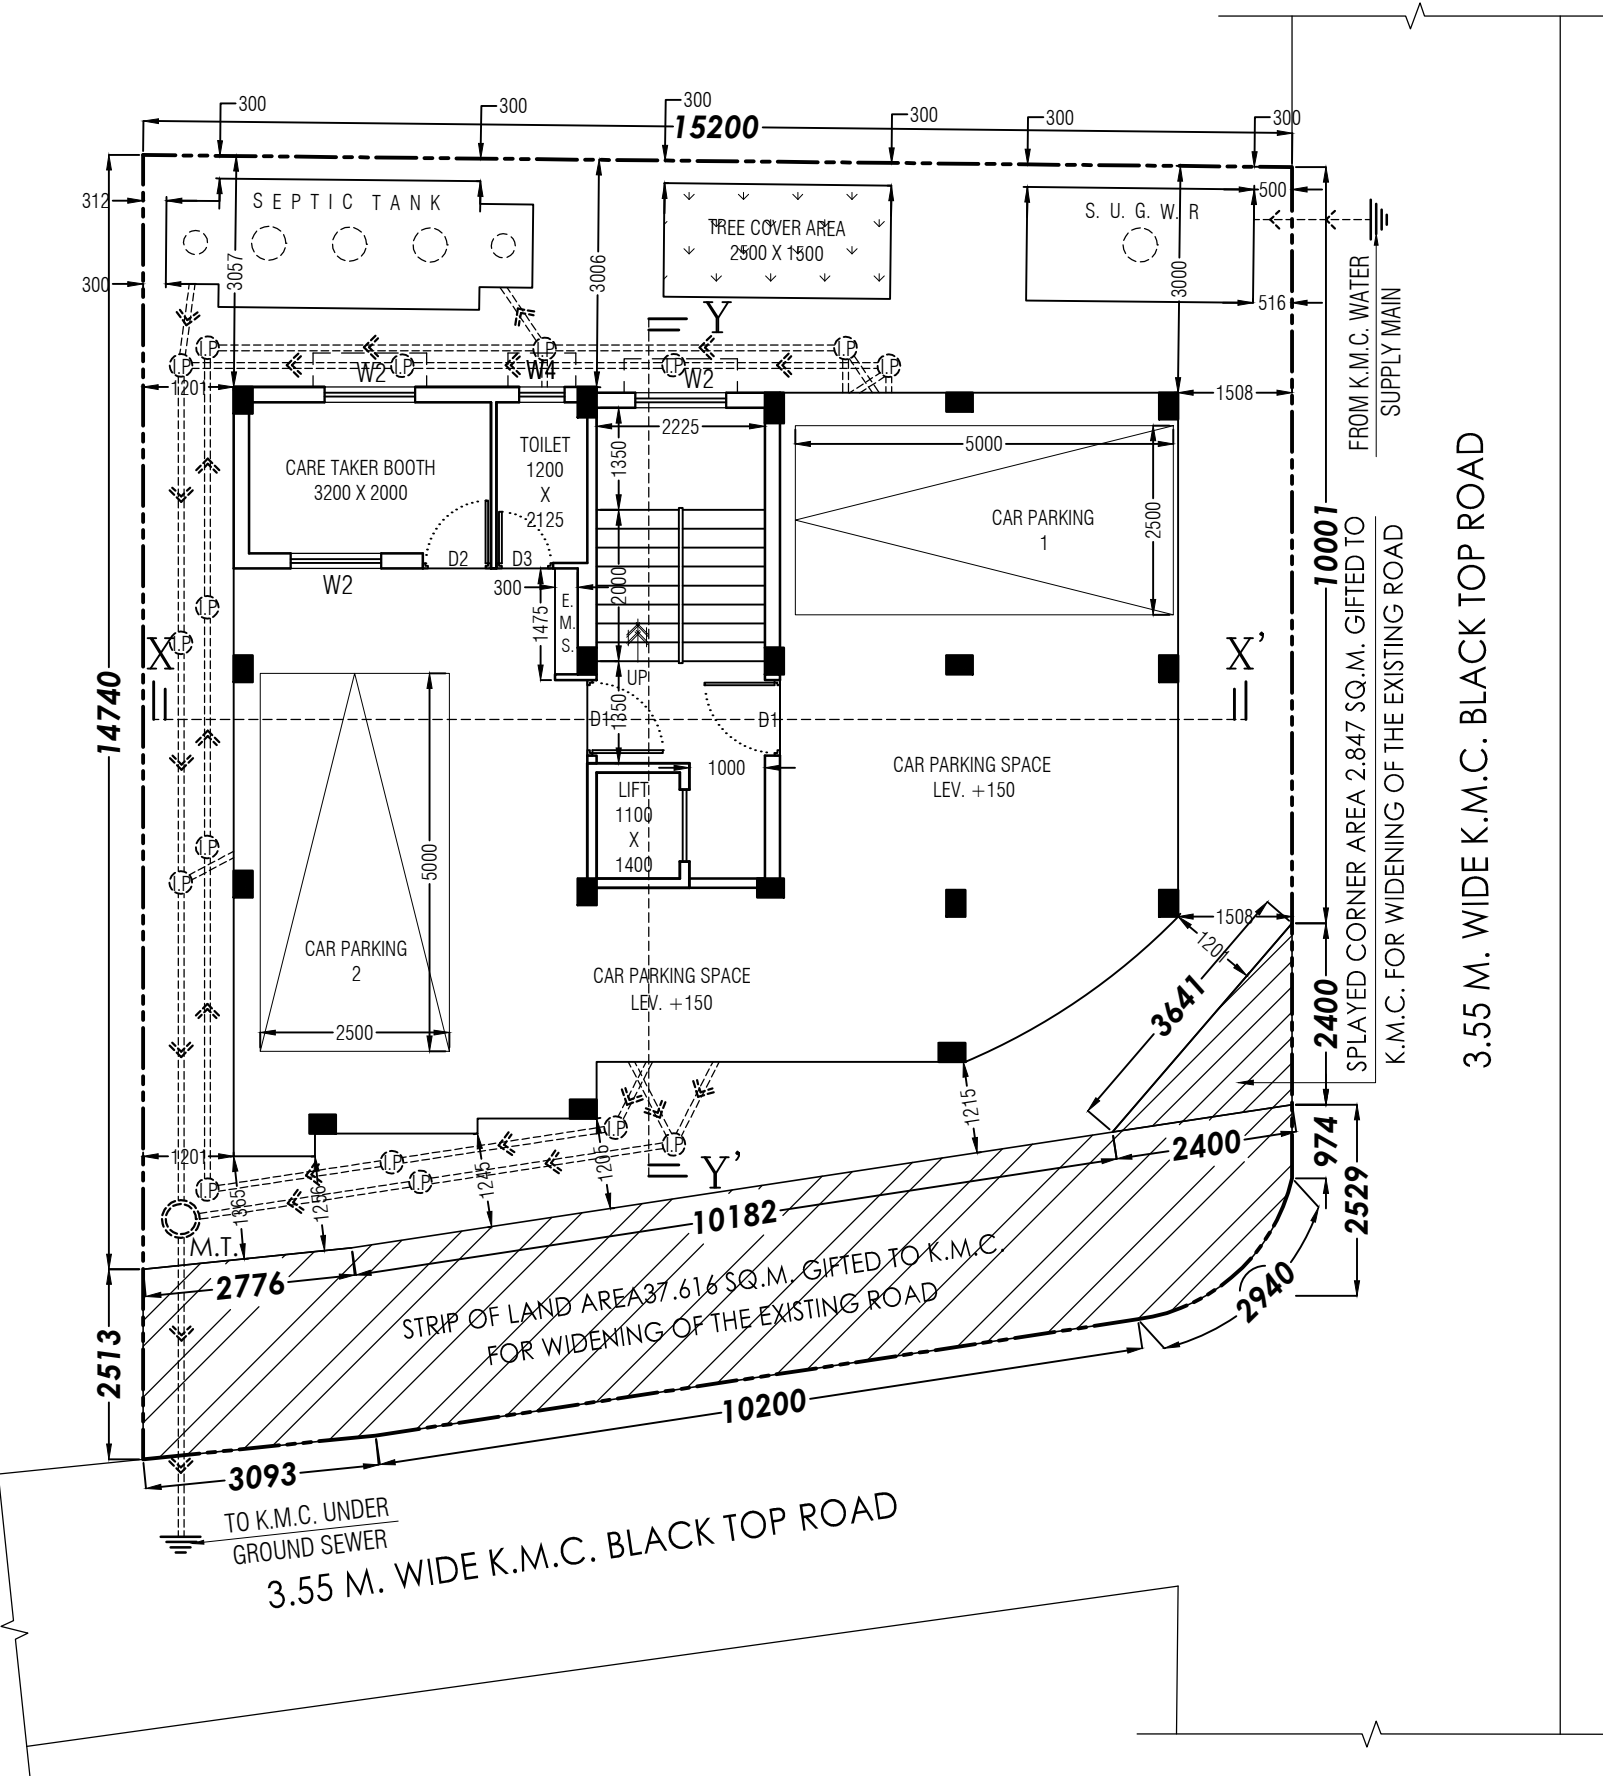 300
300
300
300
300
300
15200
312
SEPTIC TANK
TREE COVER AREA
2500 X 1500
S. U. G. W. R
500
300
3057
3006
3000
516
FROM K.M.C. WATER
SUPPLY MAIN
Y
I.P
I.P
I.P
I.P
I.P
I.P
I.P
W2
W4
W2
1201
1508
2225
5000
1350
CARE TAKER BOOTH
3200 X 2000
TOILET
1200
X
2125
CAR PARKING
1
2500
10001
D2
D3
W2
300
E.
M.
S.
2000
1475
I.P
I.P
X
X'
UP
14740
1350
D1
D1
1000
CAR PARKING SPACE
LEV. +150
LIFT
1100
X
1400
I.P
I.P
5000
CAR PARKING
2
2500
CAR PARKING SPACE
LEV. +150
1508
1201
3641
2400
SPLAYED CORNER AREA 2.847 SQ.M. GIFTED TO
K.M.C. FOR WIDENING OF THE EXISTING ROAD
3.55 M. WIDE K.M.C. BLACK TOP ROAD
1215
I.P
I.P
I.P
I.P
I.P
1201
1365
1256
1245
1205
Y'
2400
974
2529
M.T.
2776
10182
STRIP OF LAND AREA37.616 SQ.M. GIFTED TO K.M.C.
FOR WIDENING OF THE EXISTING ROAD
2940
2513
3093
10200
TO K.M.C. UNDER
GROUND SEWER
3.55 M. WIDE K.M.C. BLACK TOP ROAD